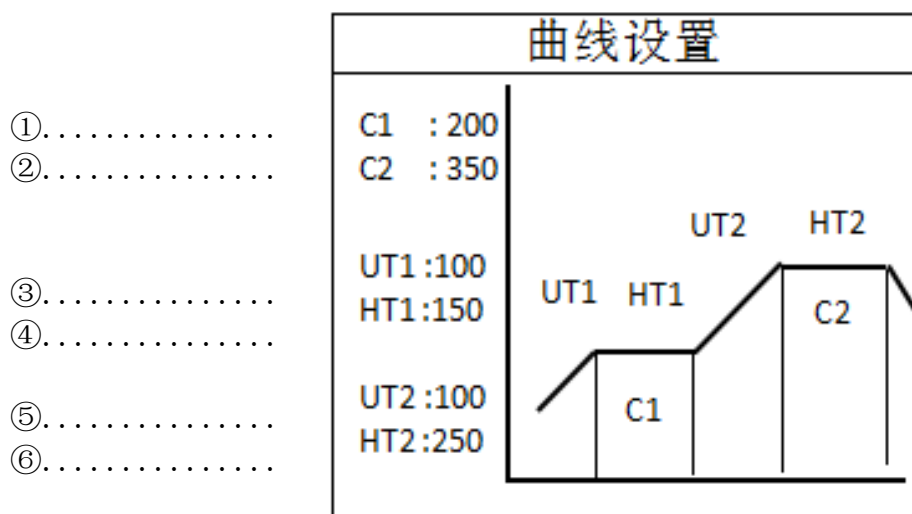 曲线设置
①............... C1 : 200
②............... C2 : 350
③............... UT1 :100
④............... HT1 :150
⑤............... UT2 :100
⑥............... HT2 :250
UT2 HT2
UT1 HT1
C2
C1